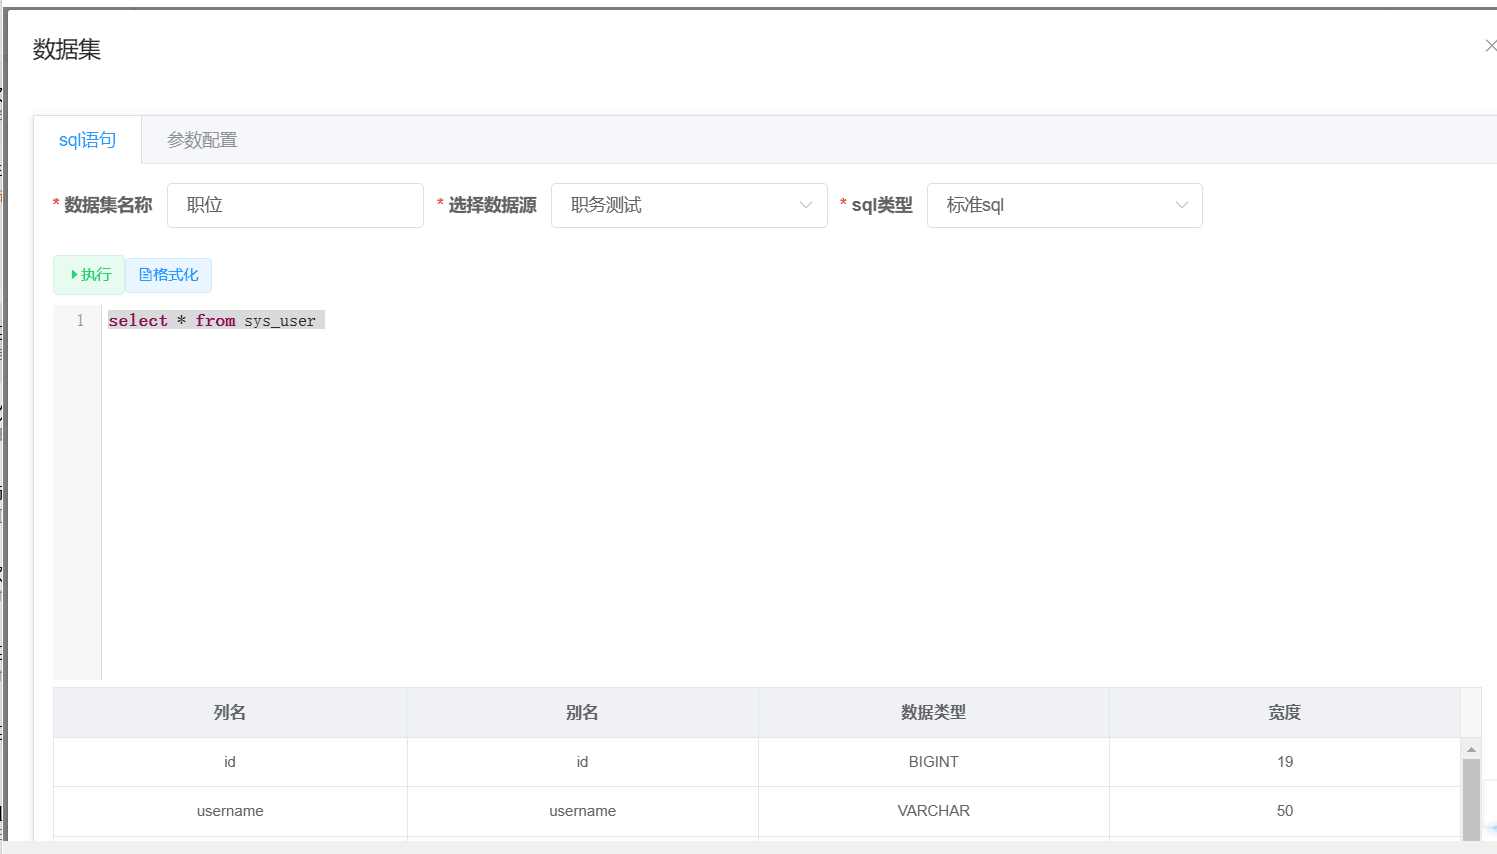 数据集
sql语句 参数配置
* 数据集名称 职位 * 选择数据源 职务测试 * sql类型 标准sql
执行 格式化
1 select * from sys_user
列名 别名 数据类型 宽度
id id BIGINT 19
username username VARCHAR 50